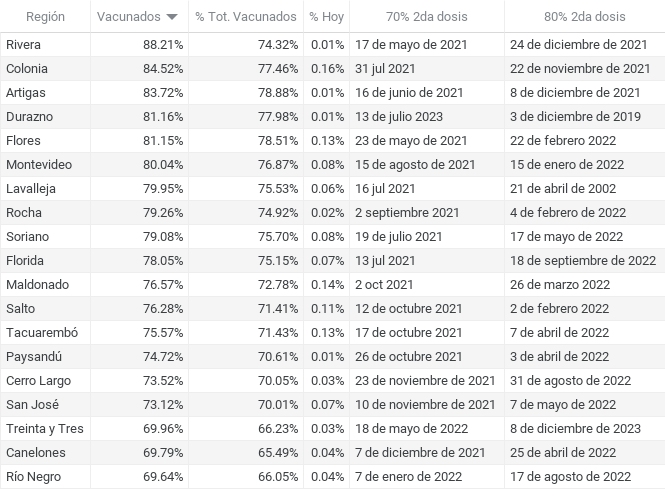 Región Vacunados % Tot. Vacunados % Hoy 70% 2da dosis 80% 2da dosis
Rivera 88.21% 74.32% 0.01% 17 de mayo de 2021 24 de diciembre de 2021
Colonia 84.52% 77.46% 0.16% 31 jul 2021 22 de noviembre de 2021
Artigas 83.72% 78.88% 0.01% 16 de junio de 2021 8 de diciembre de 2021
Durazno 81.16% 77.98% 0.01% 13 de julio 2023 3 de diciembre de 2019
Flores 81.15% 78.51% 0.13% 23 de mayo de 2021 22 de febrero 2022
Montevideo 80.04% 76.87% 0.08% 15 de agosto de 2021 15 de enero de 2022
Lavalleja 79.95% 75.53% 0.06% 16 jul 2021 21 de abril de 2002
Rocha 79.26% 74.92% 0.02% 2 septiembre 2021 4 de febrero de 2022
Soriano 79.08% 75.70% 0.08% 19 de julio 2021 17 de mayo de 2022
Florida 78.05% 75.15% 0.07% 13 jul 2021 18 de septiembre de 2022
Maldonado 76.57% 72.78% 0.14% 2 oct 2021 26 de marzo 2022
Salto 76.28% 71.41% 0.11% 12 de octubre 2021 2 de febrero 2022
Tacuarembó 75.57% 71.43% 0.13% 17 de octubre 2021 7 de abril de 2022
Paysandú 74.72% 70.61% 0.01% 26 de octubre 2021 3 de abril de 2022
Cerro Largo 73.52% 70.05% 0.03% 23 de noviembre de 2021 31 de agosto de 2022
San José 73.12% 70.01% 0.07% 10 de noviembre de 2021 7 de mayo de 2022
Treinta y Tres 69.96% 66.23% 0.03% 18 de mayo de 2022 8 de diciembre de 2023
Canelones 69.79% 65.49% 0.04% 7 de diciembre de 2021 25 de abril de 2022
Río Negro 69.64% 66.05% 0.04% 7 de enero de 2022 17 de agosto de 2022